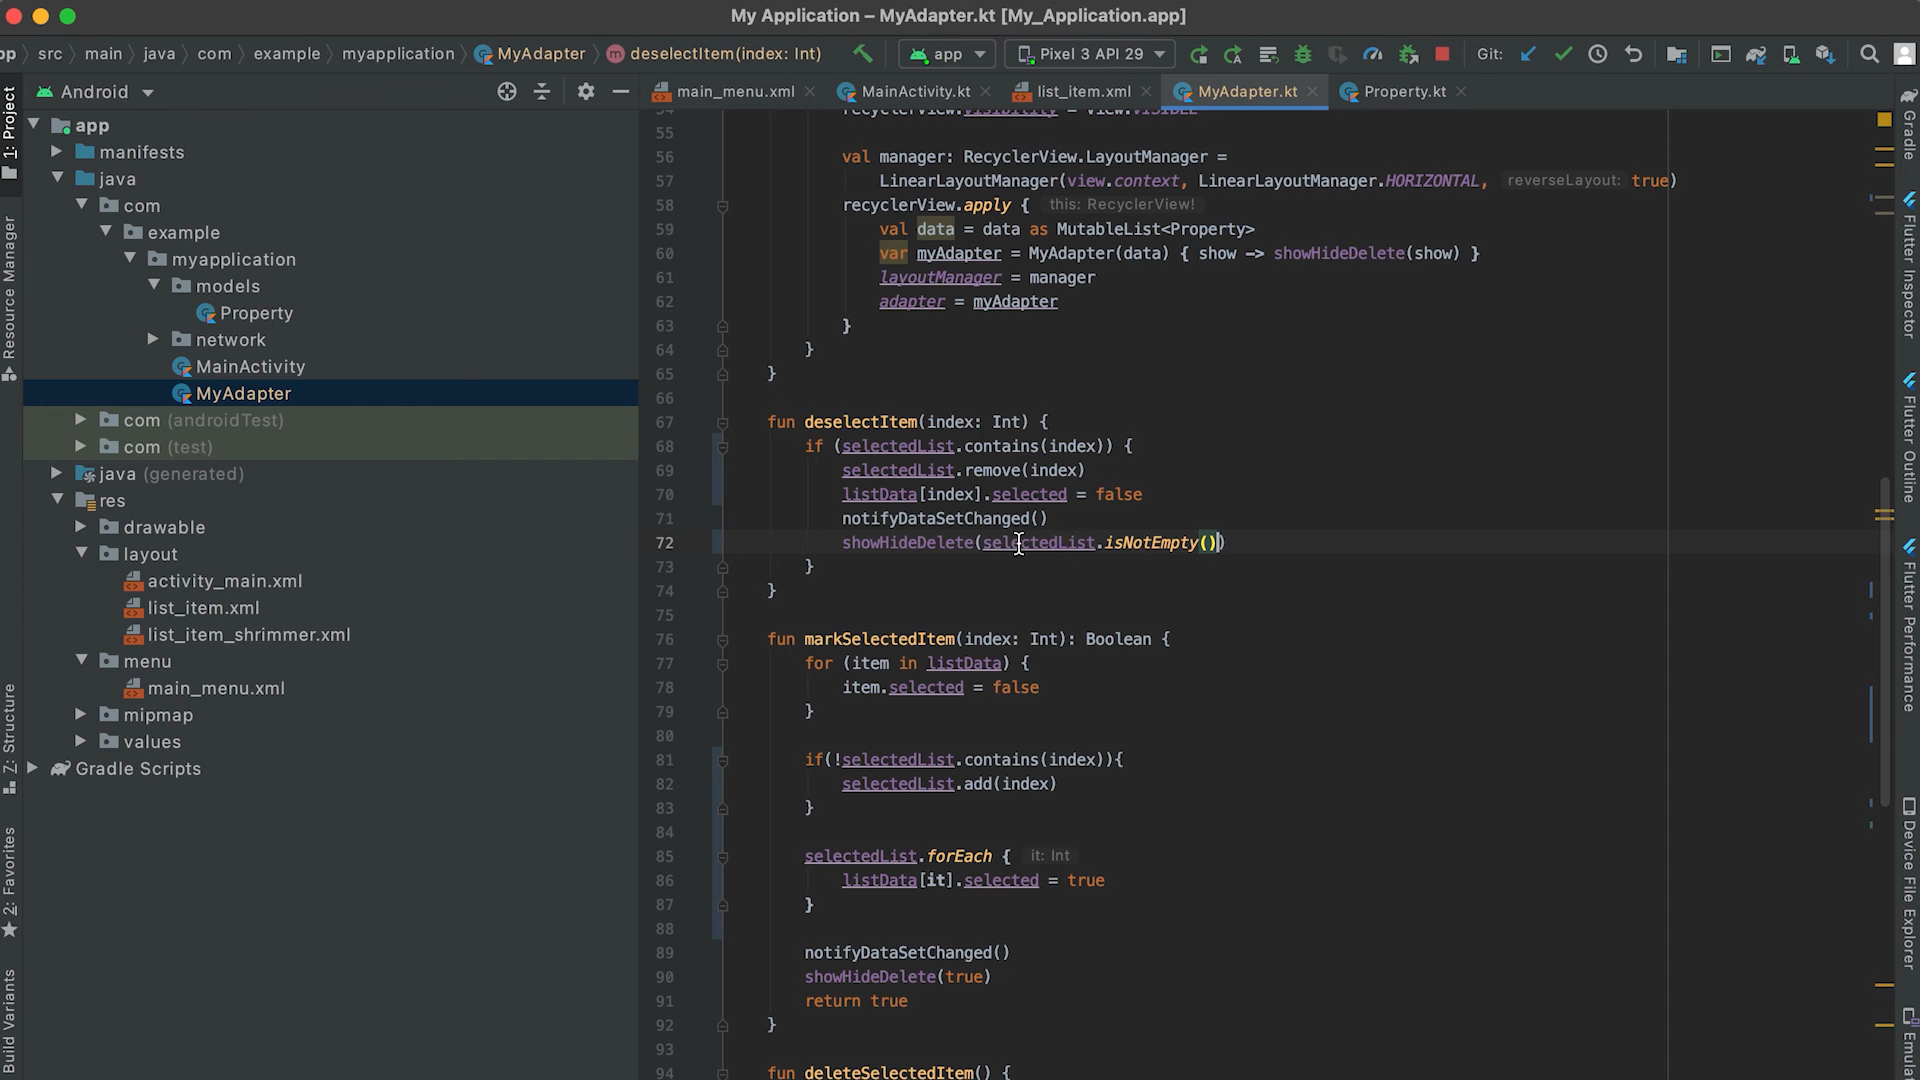 My Application – MyAdapter.kt [My_Application.app]
pp src main java com example myapplication MyAdapter deselectItem(index: Int) app Pixel 3 API 29 Git:
Android
main_menu.xml MainActivity.kt list_item.xml MyAdapter.kt Property.kt
1: Project
Resource Manager
Z: Structure
2: Favorites
Build Variants
app
manifests
java
com
example
myapplication
models
Property
network
MainActivity
MyAdapter
com (androidTest)
com (test)
java (generated)
res
drawable
layout
activity_main.xml
list_item.xml
list_item_shrimmer.xml
menu
main_menu.xml
mipmap
values
Gradle Scripts
54 recyclerView.visibility = View.VISIBLE
55
56 val manager: RecyclerView.LayoutManager =
57 LinearLayoutManager(view.context, LinearLayoutManager.HORIZONTAL, reverseLayout: true)
58 recyclerView.apply { this: RecyclerView!
59 val data = data as MutableList<Property>
60 var myAdapter = MyAdapter(data) { show -> showHideDelete(show) }
61 layoutManager = manager
62 adapter = myAdapter
63 }
64 }
65 }
66
67 fun deselectItem(index: Int) {
68 if (selectedList.contains(index)) {
69 selectedList.remove(index)
70 listData[index].selected = false
71 notifyDataSetChanged()
72 showHideDelete(selectedList.isNotEmpty())
73 }
74 }
75
76 fun markSelectedItem(index: Int): Boolean {
77 for (item in listData) {
78 item.selected = false
79 }
80
81 if(!selectedList.contains(index)){
82 selectedList.add(index)
83 }
84
85 selectedList.forEach { it: Int
86 listData[it].selected = true
87 }
88
89 notifyDataSetChanged()
90 showHideDelete(true)
91 return true
92 }
93
94 fun deleteSelectedItem() {
Gradle
Flutter Inspector
Flutter Outline
Flutter Performance
Device File Explorer
Emula